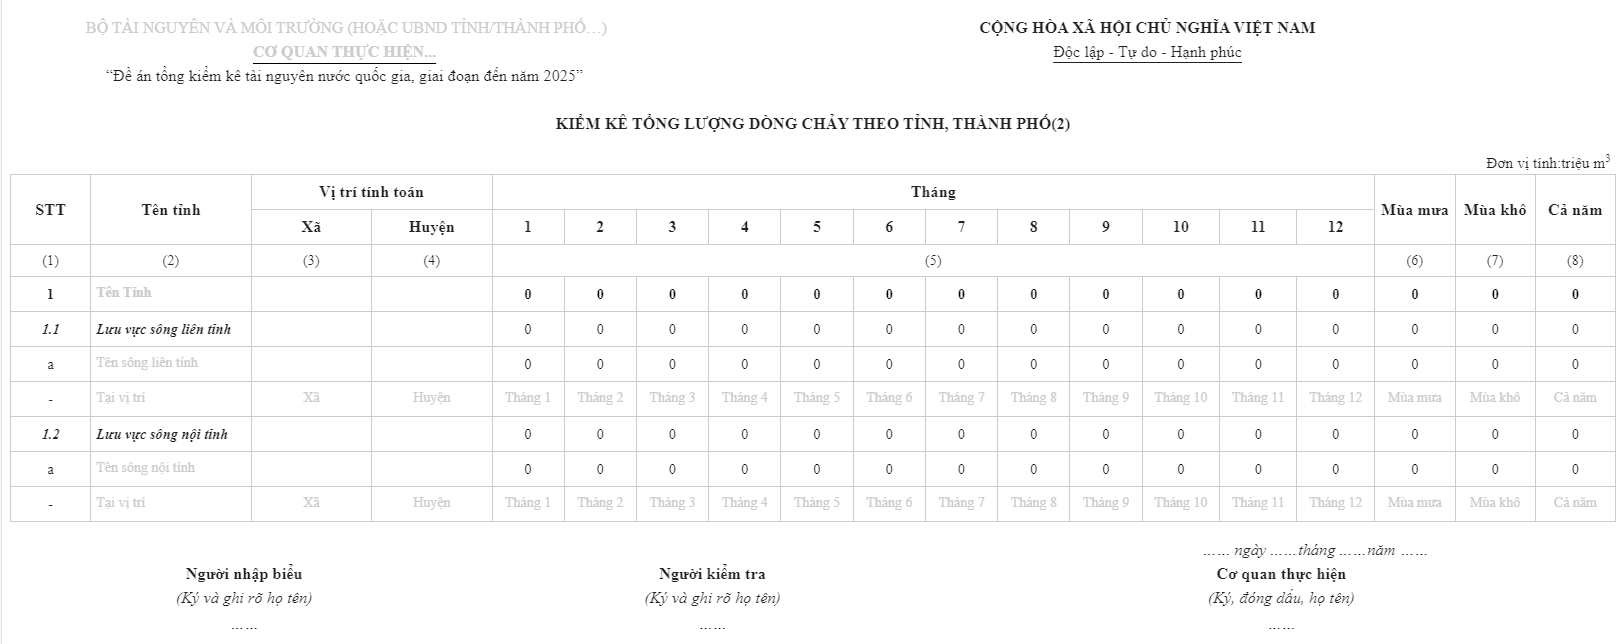 BỘ TÀI NGUYÊN VÀ MÔI TRƯỜNG (HOẶC UBND TỈNH/THÀNH PHỐ...)
CƠ QUAN THỰC HIỆN...
“Đề án tổng kiểm kê tài nguyên nước quốc gia, giai đoạn đến năm 2025”
CỘNG HÒA XÃ HỘI CHỦ NGHĨA VIỆT NAM
Độc lập - Tự do - Hạnh phúc
KIỂM KÊ TỔNG LƯỢNG DÒNG CHẢY THEO TỈNH, THÀNH PHỐ(2)
Đơn vị tính:triệu m³
STT Tên tỉnh Vị trí tính toán Tháng Mùa mưa Mùa khô Cả năm
Xã Huyện 1 2 3 4 5 6 7 8 9 10 11 12
(1) (2) (3) (4) (5) (6) (7) (8)
1 Tên Tỉnh 0 0 0 0 0 0 0 0 0 0 0 0 0 0 0
1.1 Lưu vực sông liên tỉnh 0 0 0 0 0 0 0 0 0 0 0 0 0 0 0
a Tên sông liên tỉnh 0 0 0 0 0 0 0 0 0 0 0 0 0 0 0
- Tại vị trí Xã Huyện Tháng 1 Tháng 2 Tháng 3 Tháng 4 Tháng 5 Tháng 6 Tháng 7 Tháng 8 Tháng 9 Tháng 10 Tháng 11 Tháng 12 Mùa mưa Mùa khô Cả năm
1.2 Lưu vực sông nội tỉnh 0 0 0 0 0 0 0 0 0 0 0 0 0 0 0
a Tên sông nội tỉnh 0 0 0 0 0 0 0 0 0 0 0 0 0 0 0
- Tại vị trí Xã Huyện Tháng 1 Tháng 2 Tháng 3 Tháng 4 Tháng 5 Tháng 6 Tháng 7 Tháng 8 Tháng 9 Tháng 10 Tháng 11 Tháng 12 Mùa mưa Mùa khô Cả năm
…… ngày ……tháng ……năm ……
Người nhập biểu Người kiểm tra Cơ quan thực hiện
(Ký và ghi rõ họ tên) (Ký và ghi rõ họ tên) (Ký, đóng dấu, họ tên)
…… …… ……